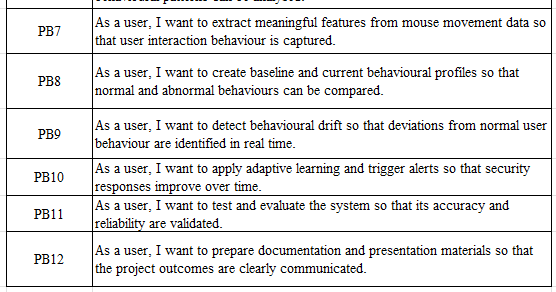 PB7
As a user, I want to extract meaningful features from mouse movement data so
that user interaction behaviour is captured.
PB8
As a user, I want to create baseline and current behavioural profiles so that
normal and abnormal behaviours can be compared.
PB9
As a user, I want to detect behavioural drift so that deviations from normal user
behaviour are identified in real time.
PB10
As a user, I want to apply adaptive learning and trigger alerts so that security
responses improve over time.
PB11
As a user, I want to test and evaluate the system so that its accuracy and
reliability are validated.
PB12
As a user, I want to prepare documentation and presentation materials so that
the project outcomes are clearly communicated.